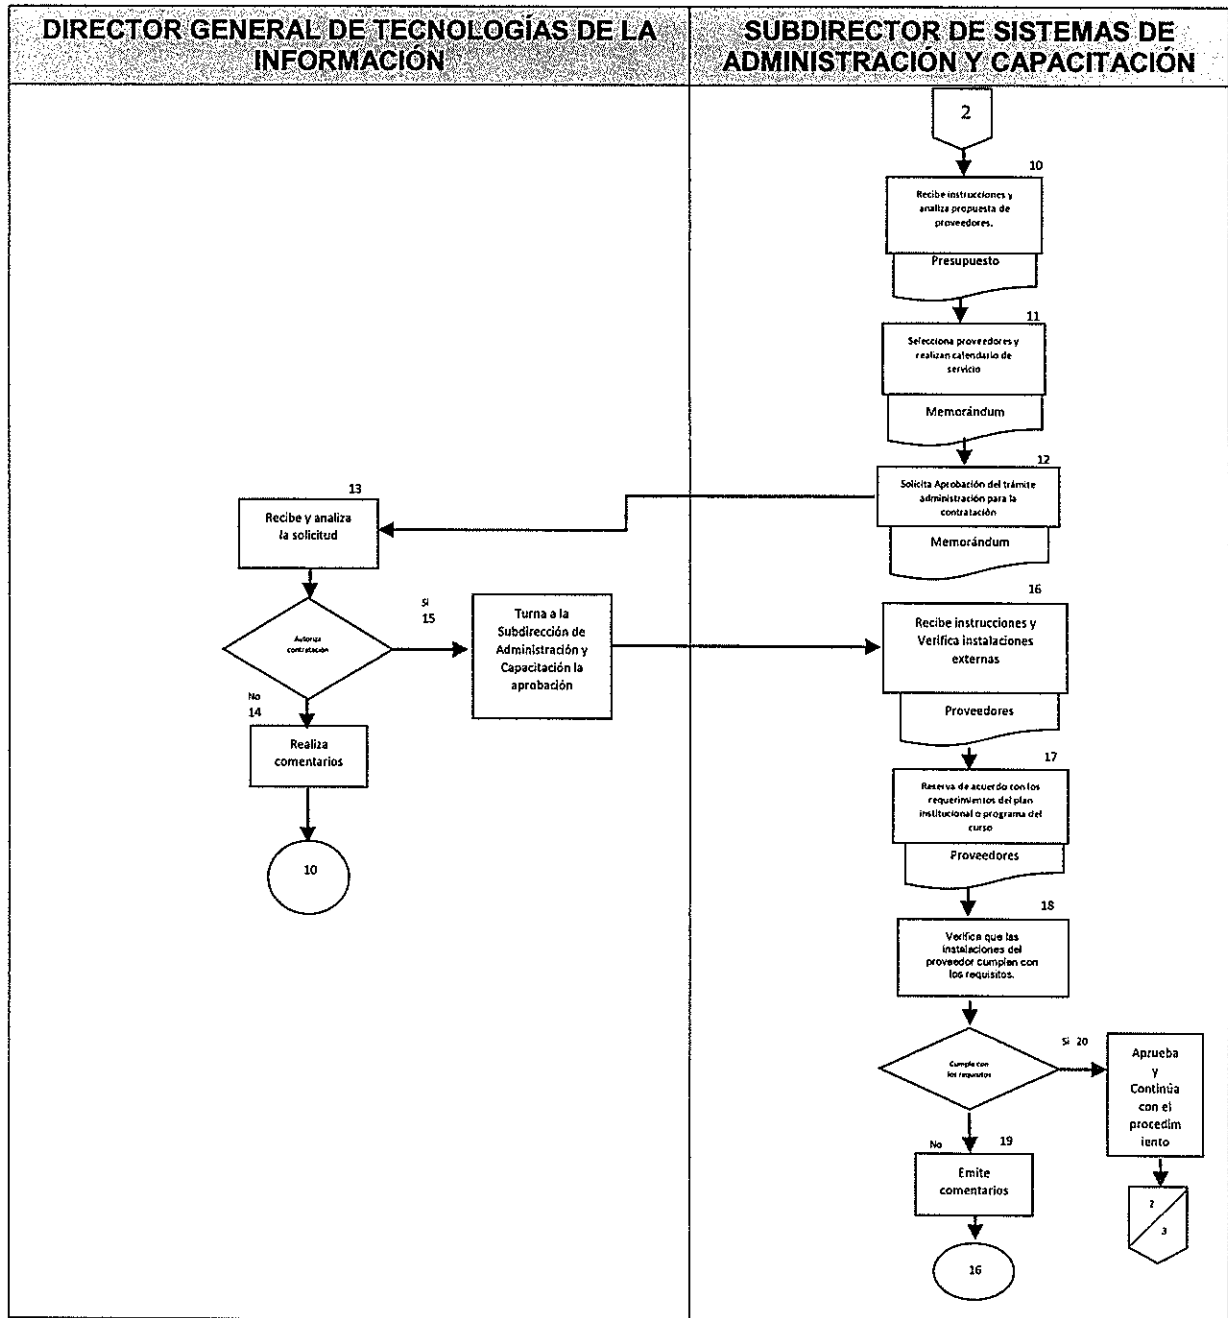 DIRECTOR GENERAL DE TECNOLOGÍAS DE LA
INFORMACIÓN
SUBDIRECTOR DE SISTEMAS DE
ADMINISTRACIÓN Y CAPACITACIÓN
2
10
Recibe instrucciones y
analiza propuesta de
proveedores.
Presupuesto
11
Selecciona proveedores y
realizan calendario de
servicio
Memorándum
12
Solicita Aprobación del trámite
administración para la
contratación
Memorándum
13
Recibe y analiza
la solicitud
Autoriza
contratación
Si
15
Turna a la
Subdirección de
Administración y
Capacitación la
aprobación
No
14
Realiza
comentarios
10
16
Recibe instrucciones y
Verifica instalaciones
externas
Proveedores
17
Reserva de acuerdo con los
requerimientos del plan
institucional o programa del
curso
Proveedores
18
Verifica que las
instalaciones del
proveedor cumplen con
los requisitos.
Cumple con
los requisitos
Si 20
Aprueba
y
Continúa
con el
procedim
iento
2
3
No
19
Emite
comentarios
16